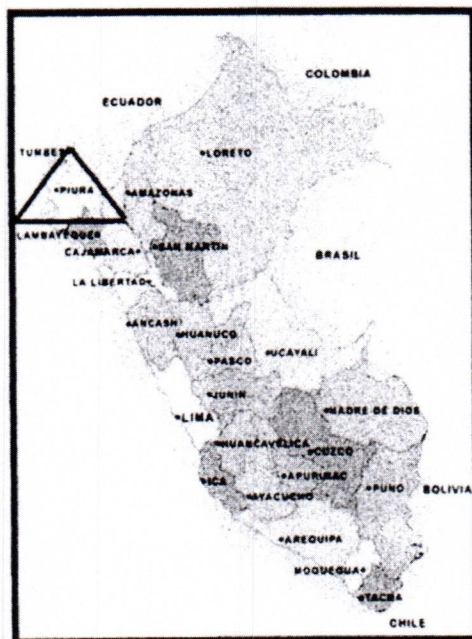 COLOMBIA
ECUADOR
TUMBES
LORETO
PIURA
AMAZONAS
LAMBAYEQUE
CAJAMARCA
SAN MARTIN
BRASIL
LA LIBERTAD
ANCASH
HUANUCO
UCAYALI
PASCO
JUNIN
MADRE DE DIOS
LIMA
HUANCAVELICA
CUZCO
ICA
APURIMAC
PUNO
BOLIVIA
AYACUCHO
AREQUIPA
MOQUEGUA
TACNA
CHILE